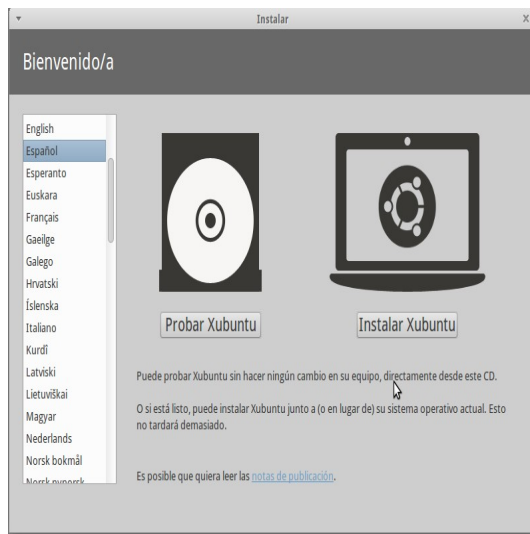 Instalar
X
Bienvenido/a
English
Español
Esperanto
Euskara
Français
Gaeilge
Galego
Hrvatski
Íslenska
Italiano
Kurdî
Latviski
Lietuviškai
Magyar
Nederlands
Norsk bokmål
Norsk nynorsk
Probar Xubuntu
Instalar Xubuntu
Puede probar Xubuntu sin hacer ningún cambio en su equipo, directamente desde este CD.
O si está listo, puede instalar Xubuntu junto a (o en lugar de) su sistema operativo actual. Esto
no tardará demasiado.
Es posible que quiera leer las notas de publicación.